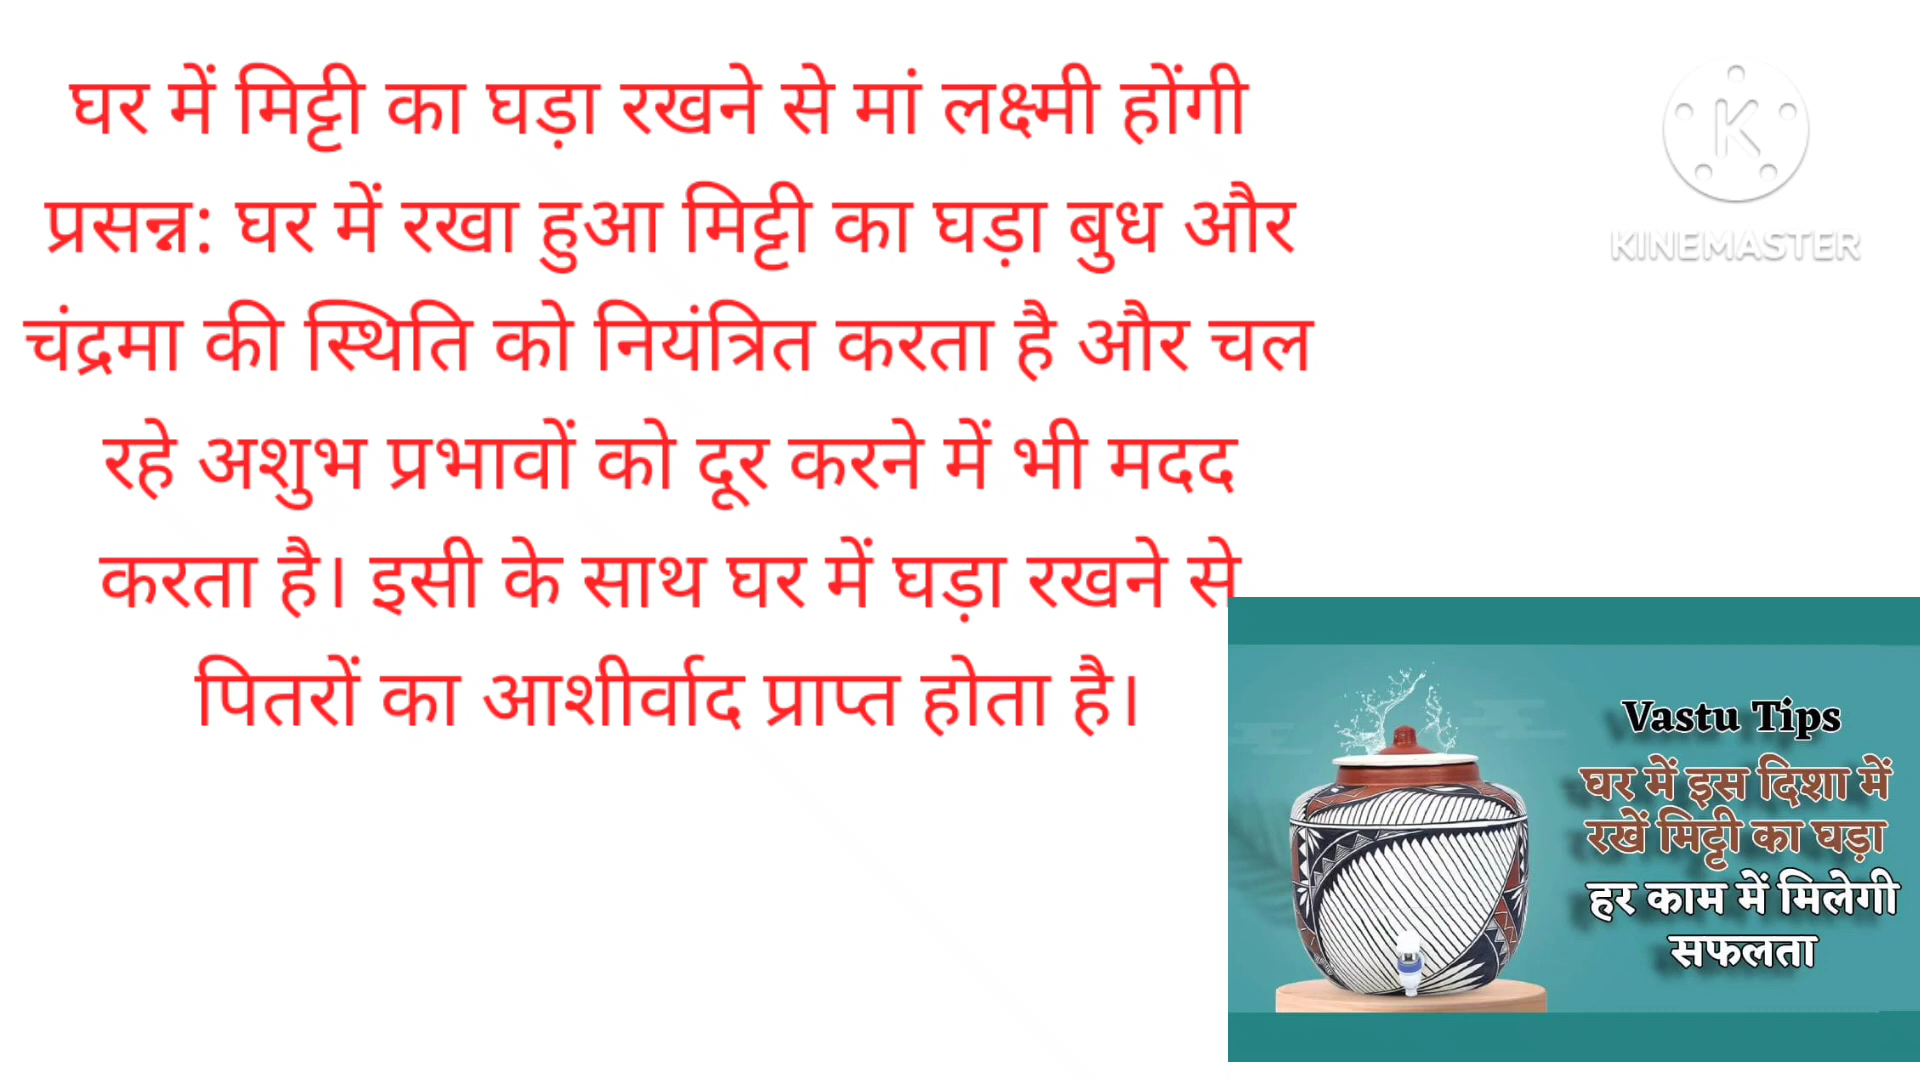 घर में मिट्टी का घड़ा रखने से मां लक्ष्मी होंगी
प्रसन्न: घर में रखा हुआ मिट्टी का घड़ा बुध और
चंद्रमा की स्थिति को नियंत्रित करता है और चल
रहे अशुभ प्रभावों को दूर करने में भी मदद
करता है। इसी के साथ घर में घड़ा रखने से
पितरों का आशीर्वाद प्राप्त होता है।
K
KINEMASTER
Vastu Tips
घर में इस दिशा में
रखें मिट्टी का घड़ा
हर काम में मिलेगी
सफलता